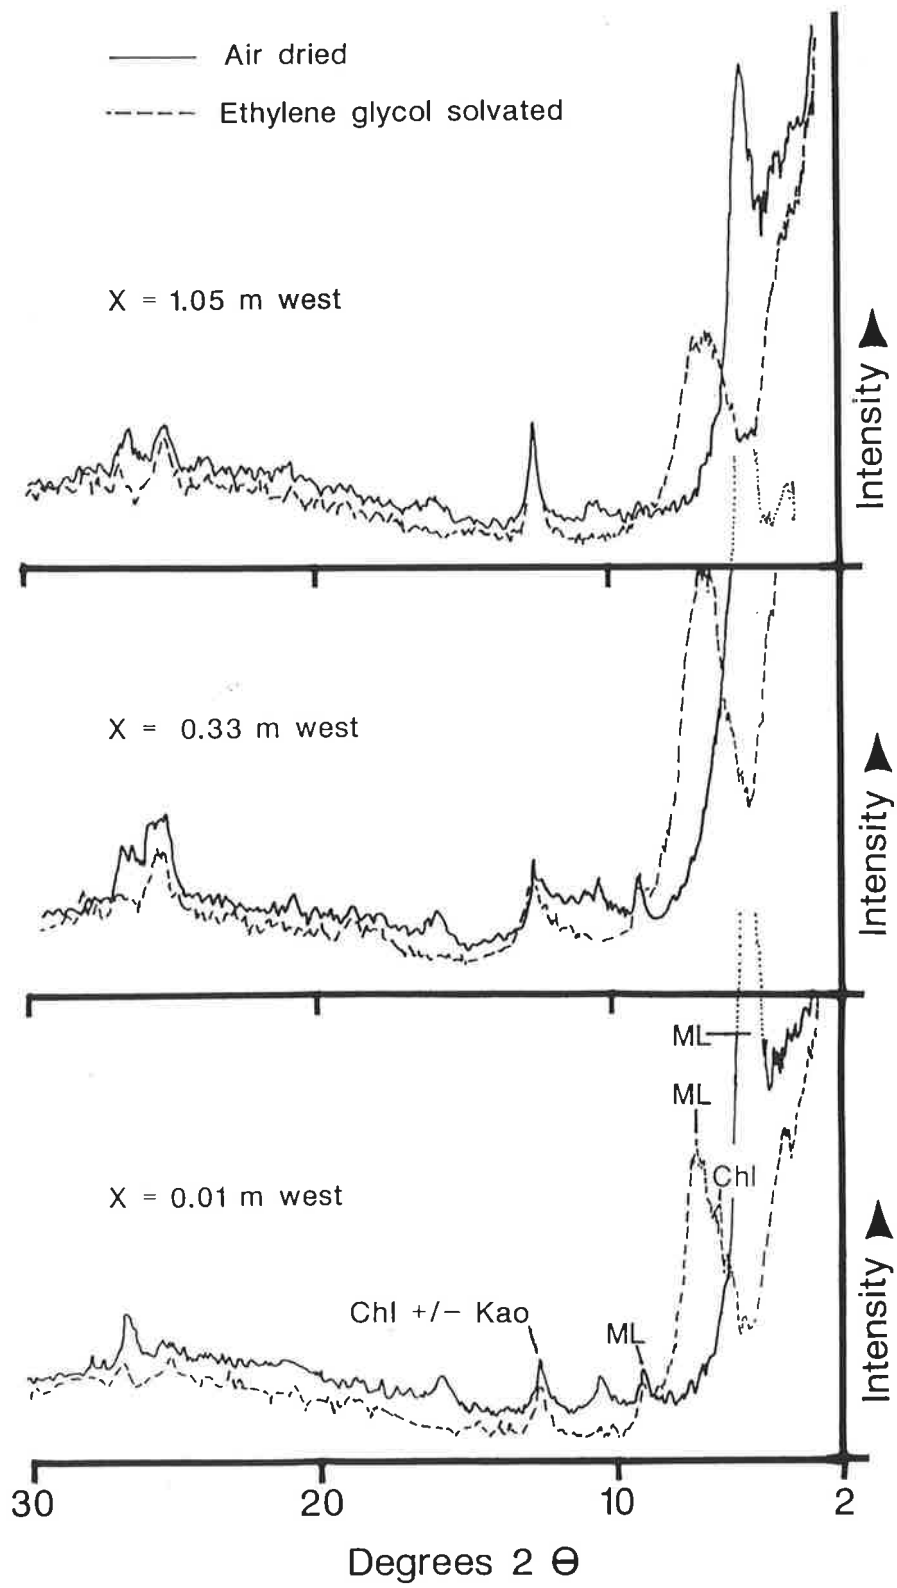 Air dried
Ethylene glycol solvated
X = 1.05 m west
Intensity
X = 0.33 m west
Intensity
ML
ML
Chl
X = 0.01 m west
Chl +/− Kao
ML
Intensity
30 20 10 2
Degrees 2 Θ